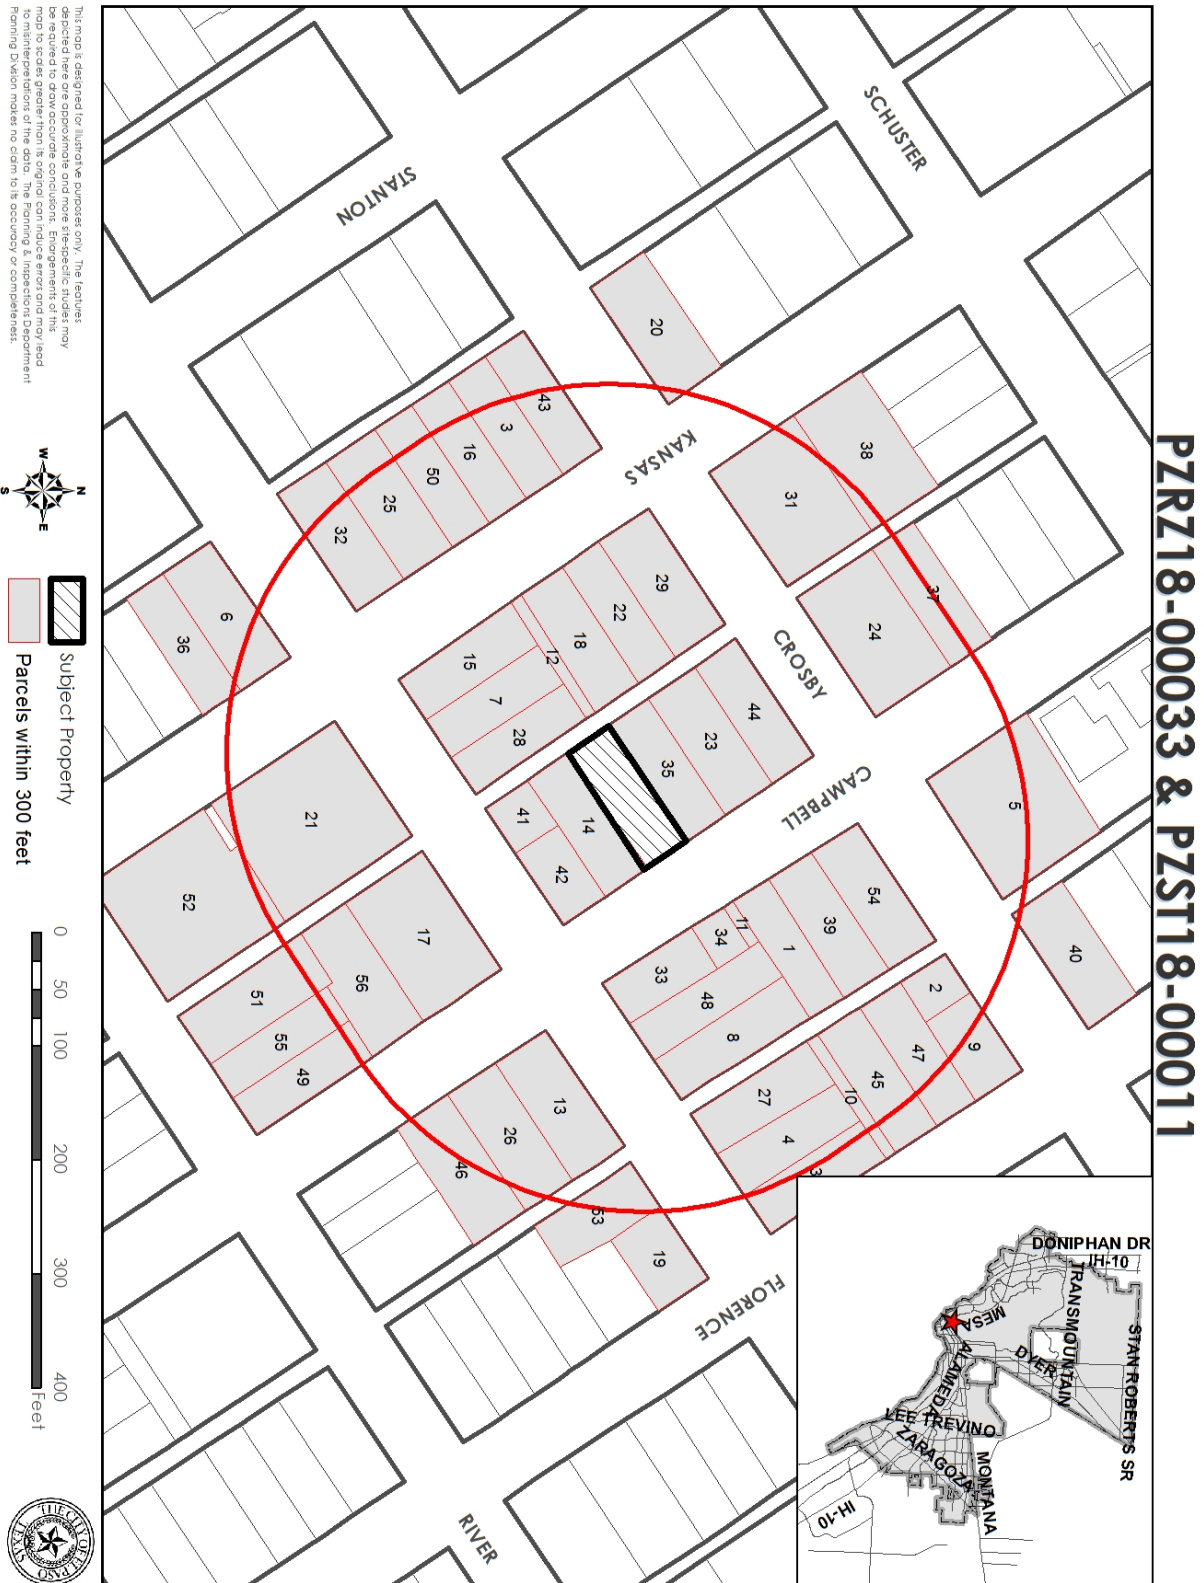 PZRZ18-00033 & PZST18-00011
SCHUSTER
STANTON
KANSAS
CROSBY
CAMPBELL
FLORENCE
RIVER
20
43
3
16
50
25
32
38
31
37
24
5
40
6
36
29
22
18
12
15
7
28
44
23
35
14
41
42
54
39
1
11
34
33
48
8
2
9
47
45
10
27
4
3
21
52
17
56
51
55
49
13
26
46
53
19
DONIPHAN DR
IH-10
TRANSMOUNTAIN
STAN ROBERTS SR
MESA
DYER
ALAMEDA
LEE TREVINO
ZARAGOZA
MONTANA
IH-10
This map is designed for illustrative purposes only. The features
depicted here are approximate and more site-specific studies may
be required to draw accurate conclusions. Enlargements of this
map to scales greater than its original can induce errors and may lead
to misinterpretations of the data. The Planning & Inspections Department
Planning Division makes no claim to its accuracy or completeness.
N
W
E
S
Subject Property
Parcels within 300 feet
0 50 100 200 300 400
Feet
THE CITY OF EL PASO
TEXAS